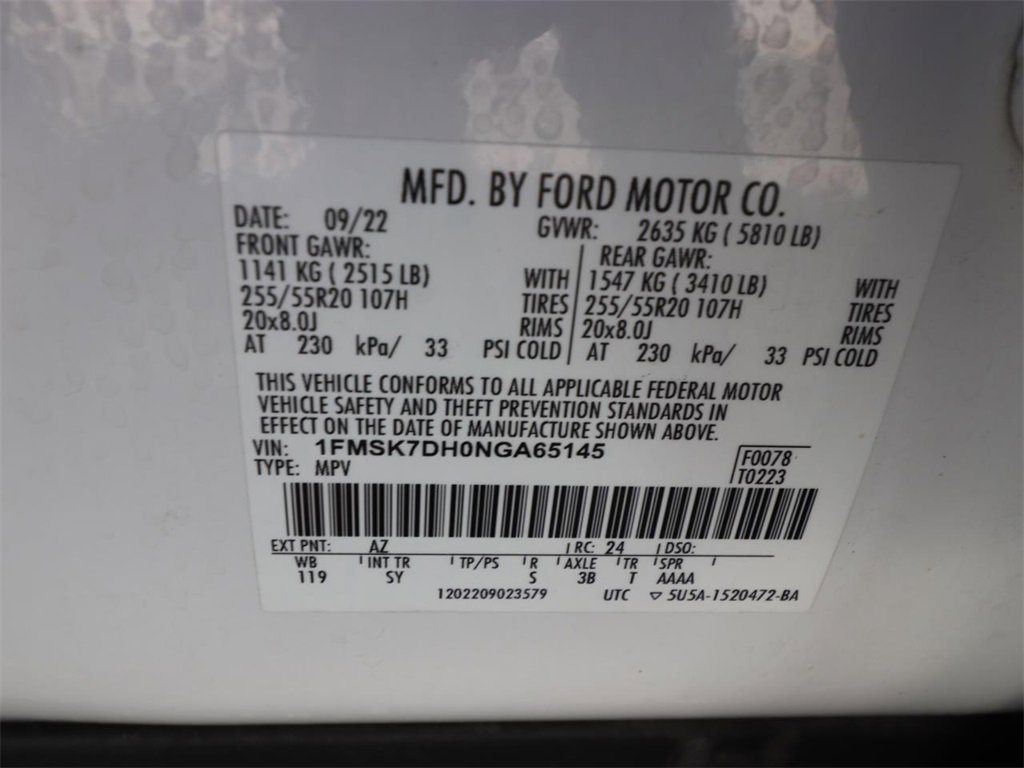 MFD. BY FORD MOTOR CO.
DATE: 09/22 GVWR: 2635 KG ( 5810 LB)
FRONT GAWR: REAR GAWR:
1141 KG ( 2515 LB) WITH 1547 KG ( 3410 LB) WITH
255/55R20 107H TIRES 255/55R20 107H TIRES
20x8.0J RIMS 20x8.0J RIMS
AT 230 kPa/ 33 PSI COLD AT 230 kPa/ 33 PSI COLD
THIS VEHICLE CONFORMS TO ALL APPLICABLE FEDERAL MOTOR
VEHICLE SAFETY AND THEFT PREVENTION STANDARDS IN
EFFECT ON THE DATE OF MANUFACTURE SHOWN ABOVE.
VIN: 1FMSK7DH0NGA65145 F0078
TYPE: MPV T0223
EXT PNT: AZ RC: 24 DSO:
WB INT TR TP/PS R AXLE TR SPR
119 SY S 3B T AAAA
1202209023579 UTC ▽ 5U5A-1520472-BA